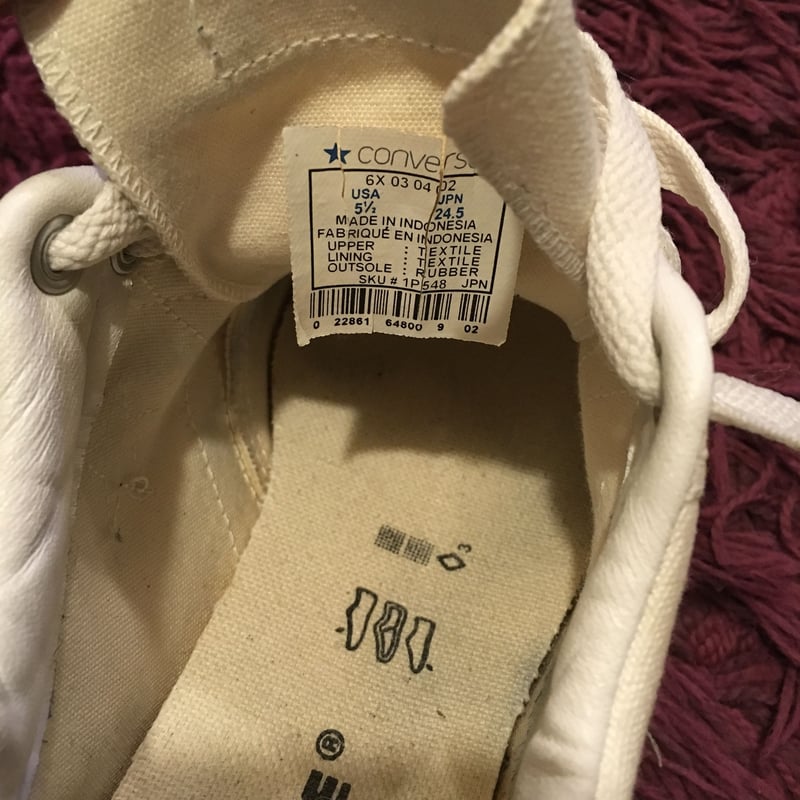 converse
6X 03 04 02
USA JPN
5½ 24.5
MADE IN INDONESIA
FABRIQUÉ EN INDONESIA
UPPER : TEXTILE
LINING : TEXTILE
OUTSOLE : RUBBER
SKU # 1P548 JPN
0 22861 64800 9 02
3
®